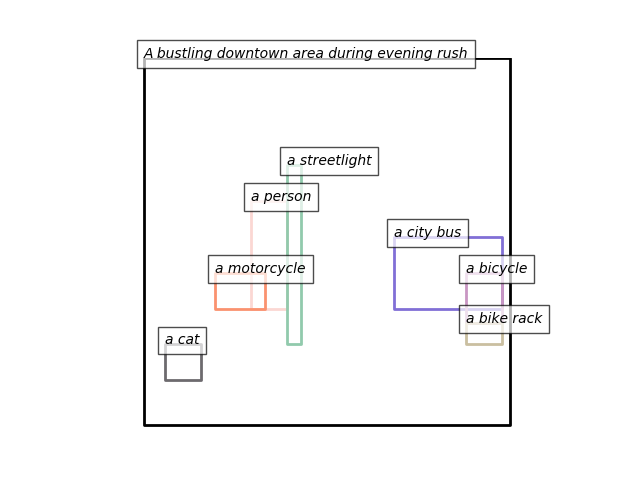 A bustling downtown area during evening rush
a streetlight
a person
a city bus
a motorcycle
a bicycle
a bike rack
a cat